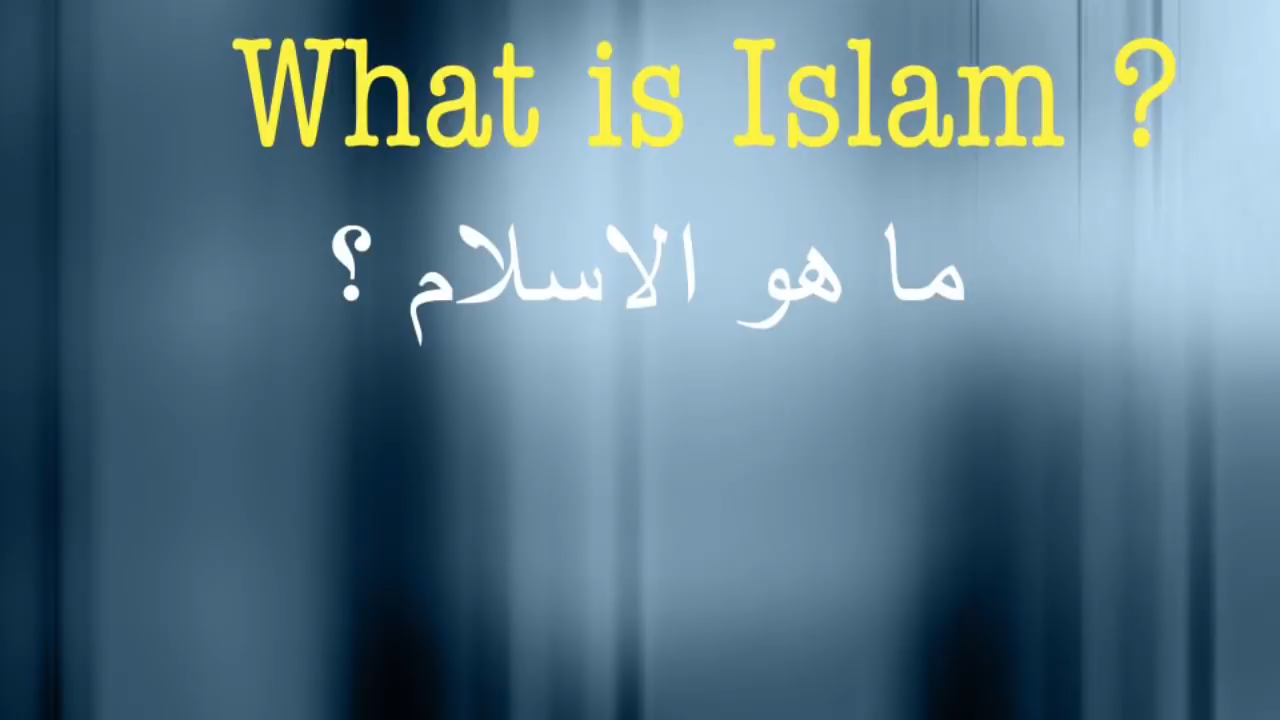 What is Islam ?
ما هو الاسلام ؟